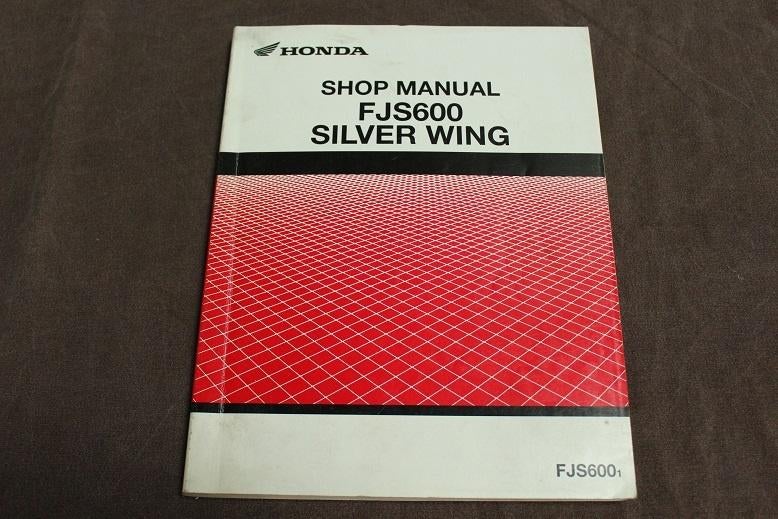 HONDA
SHOP MANUAL
FJS600
SILVER WING
FJS6001